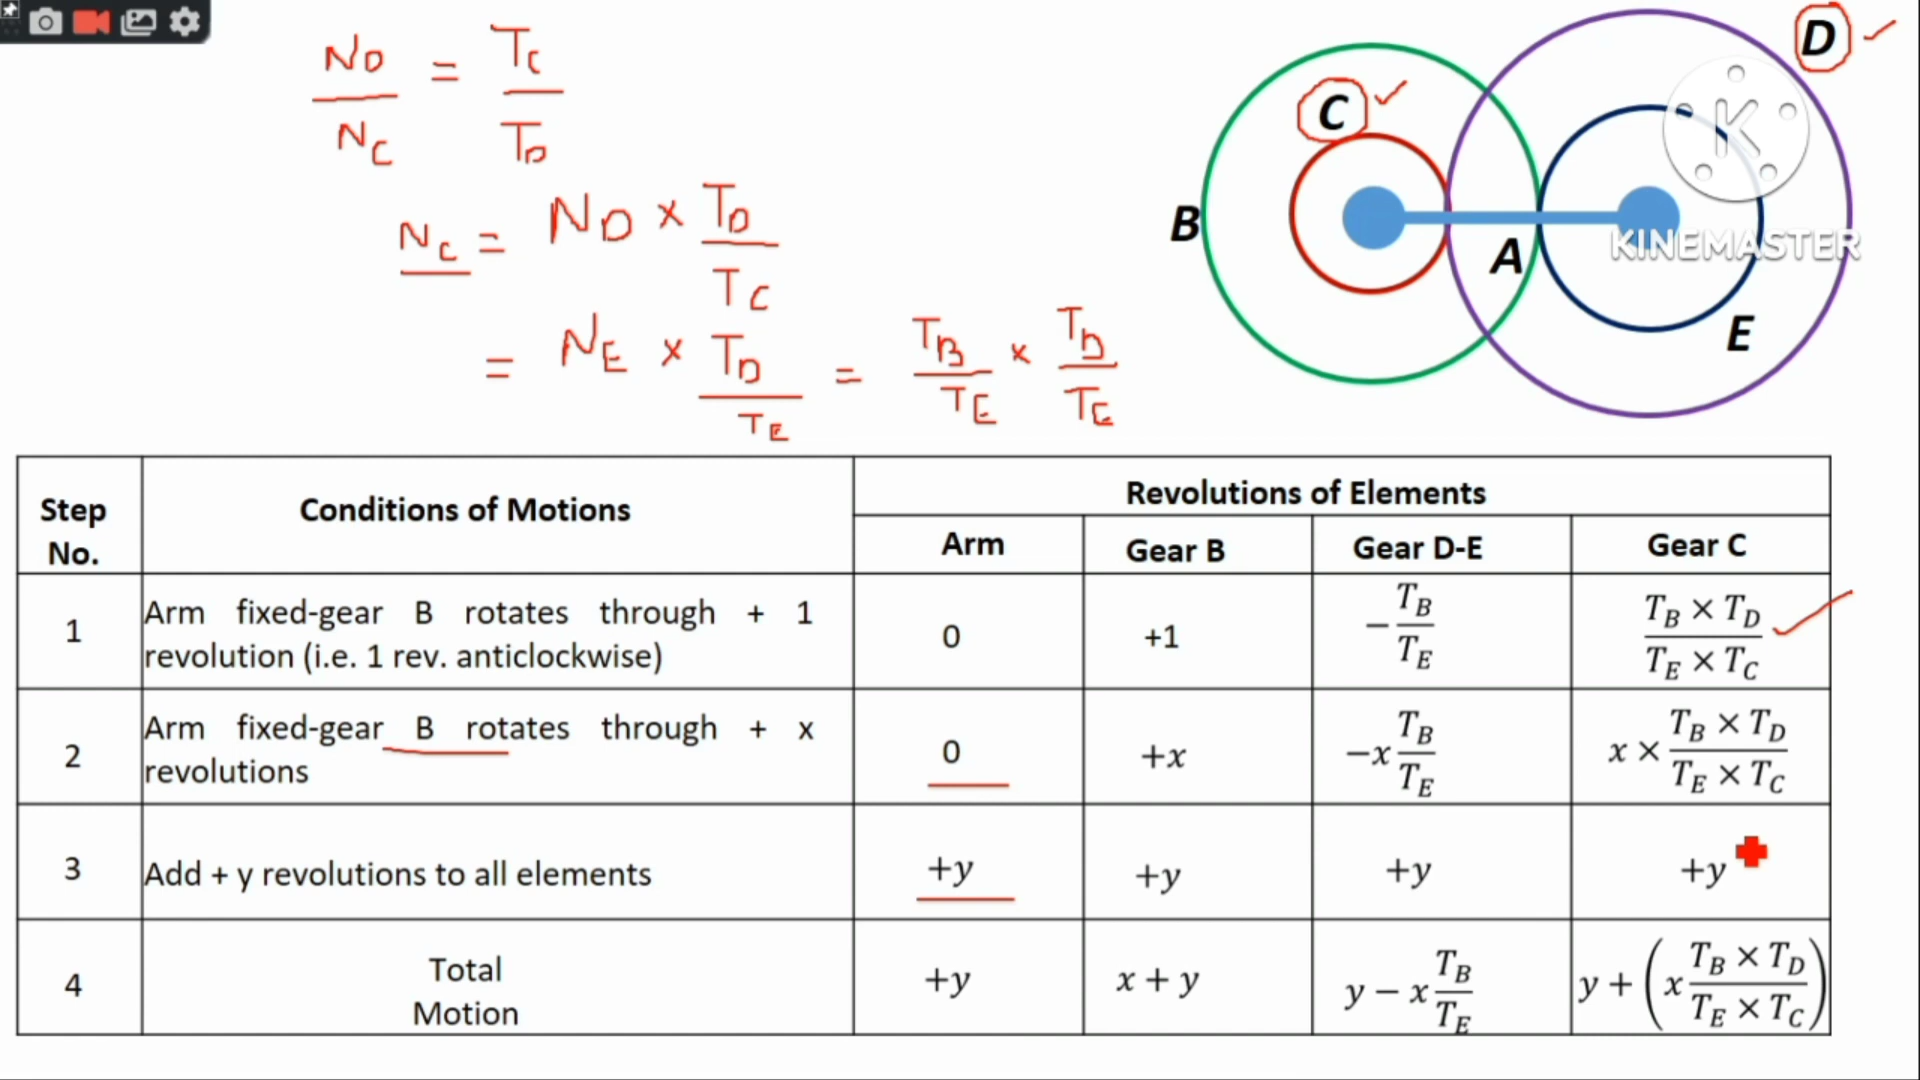 N_D / N_C = T_C / T_D
N_C = N_D × T_D / T_C
= N_E × T_D / T_E = T_B / T_E × T_D / T_E
C
D
B
A
E
K
KINEMASTER
Step No.
Conditions of Motions
Revolutions of Elements
Arm
Gear B
Gear D-E
Gear C
1
Arm fixed-gear B rotates through + 1
revolution (i.e. 1 rev. anticlockwise)
0
+1
−T_B / T_E
T_B × T_D / T_E × T_C
2
Arm fixed-gear B rotates through + x
revolutions
0
+x
−x T_B / T_E
x × T_B × T_D / T_E × T_C
3
Add + y revolutions to all elements
+y
+y
+y
+y
4
Total
Motion
+y
x + y
y − x T_B / T_E
y + (x T_B × T_D / T_E × T_C)